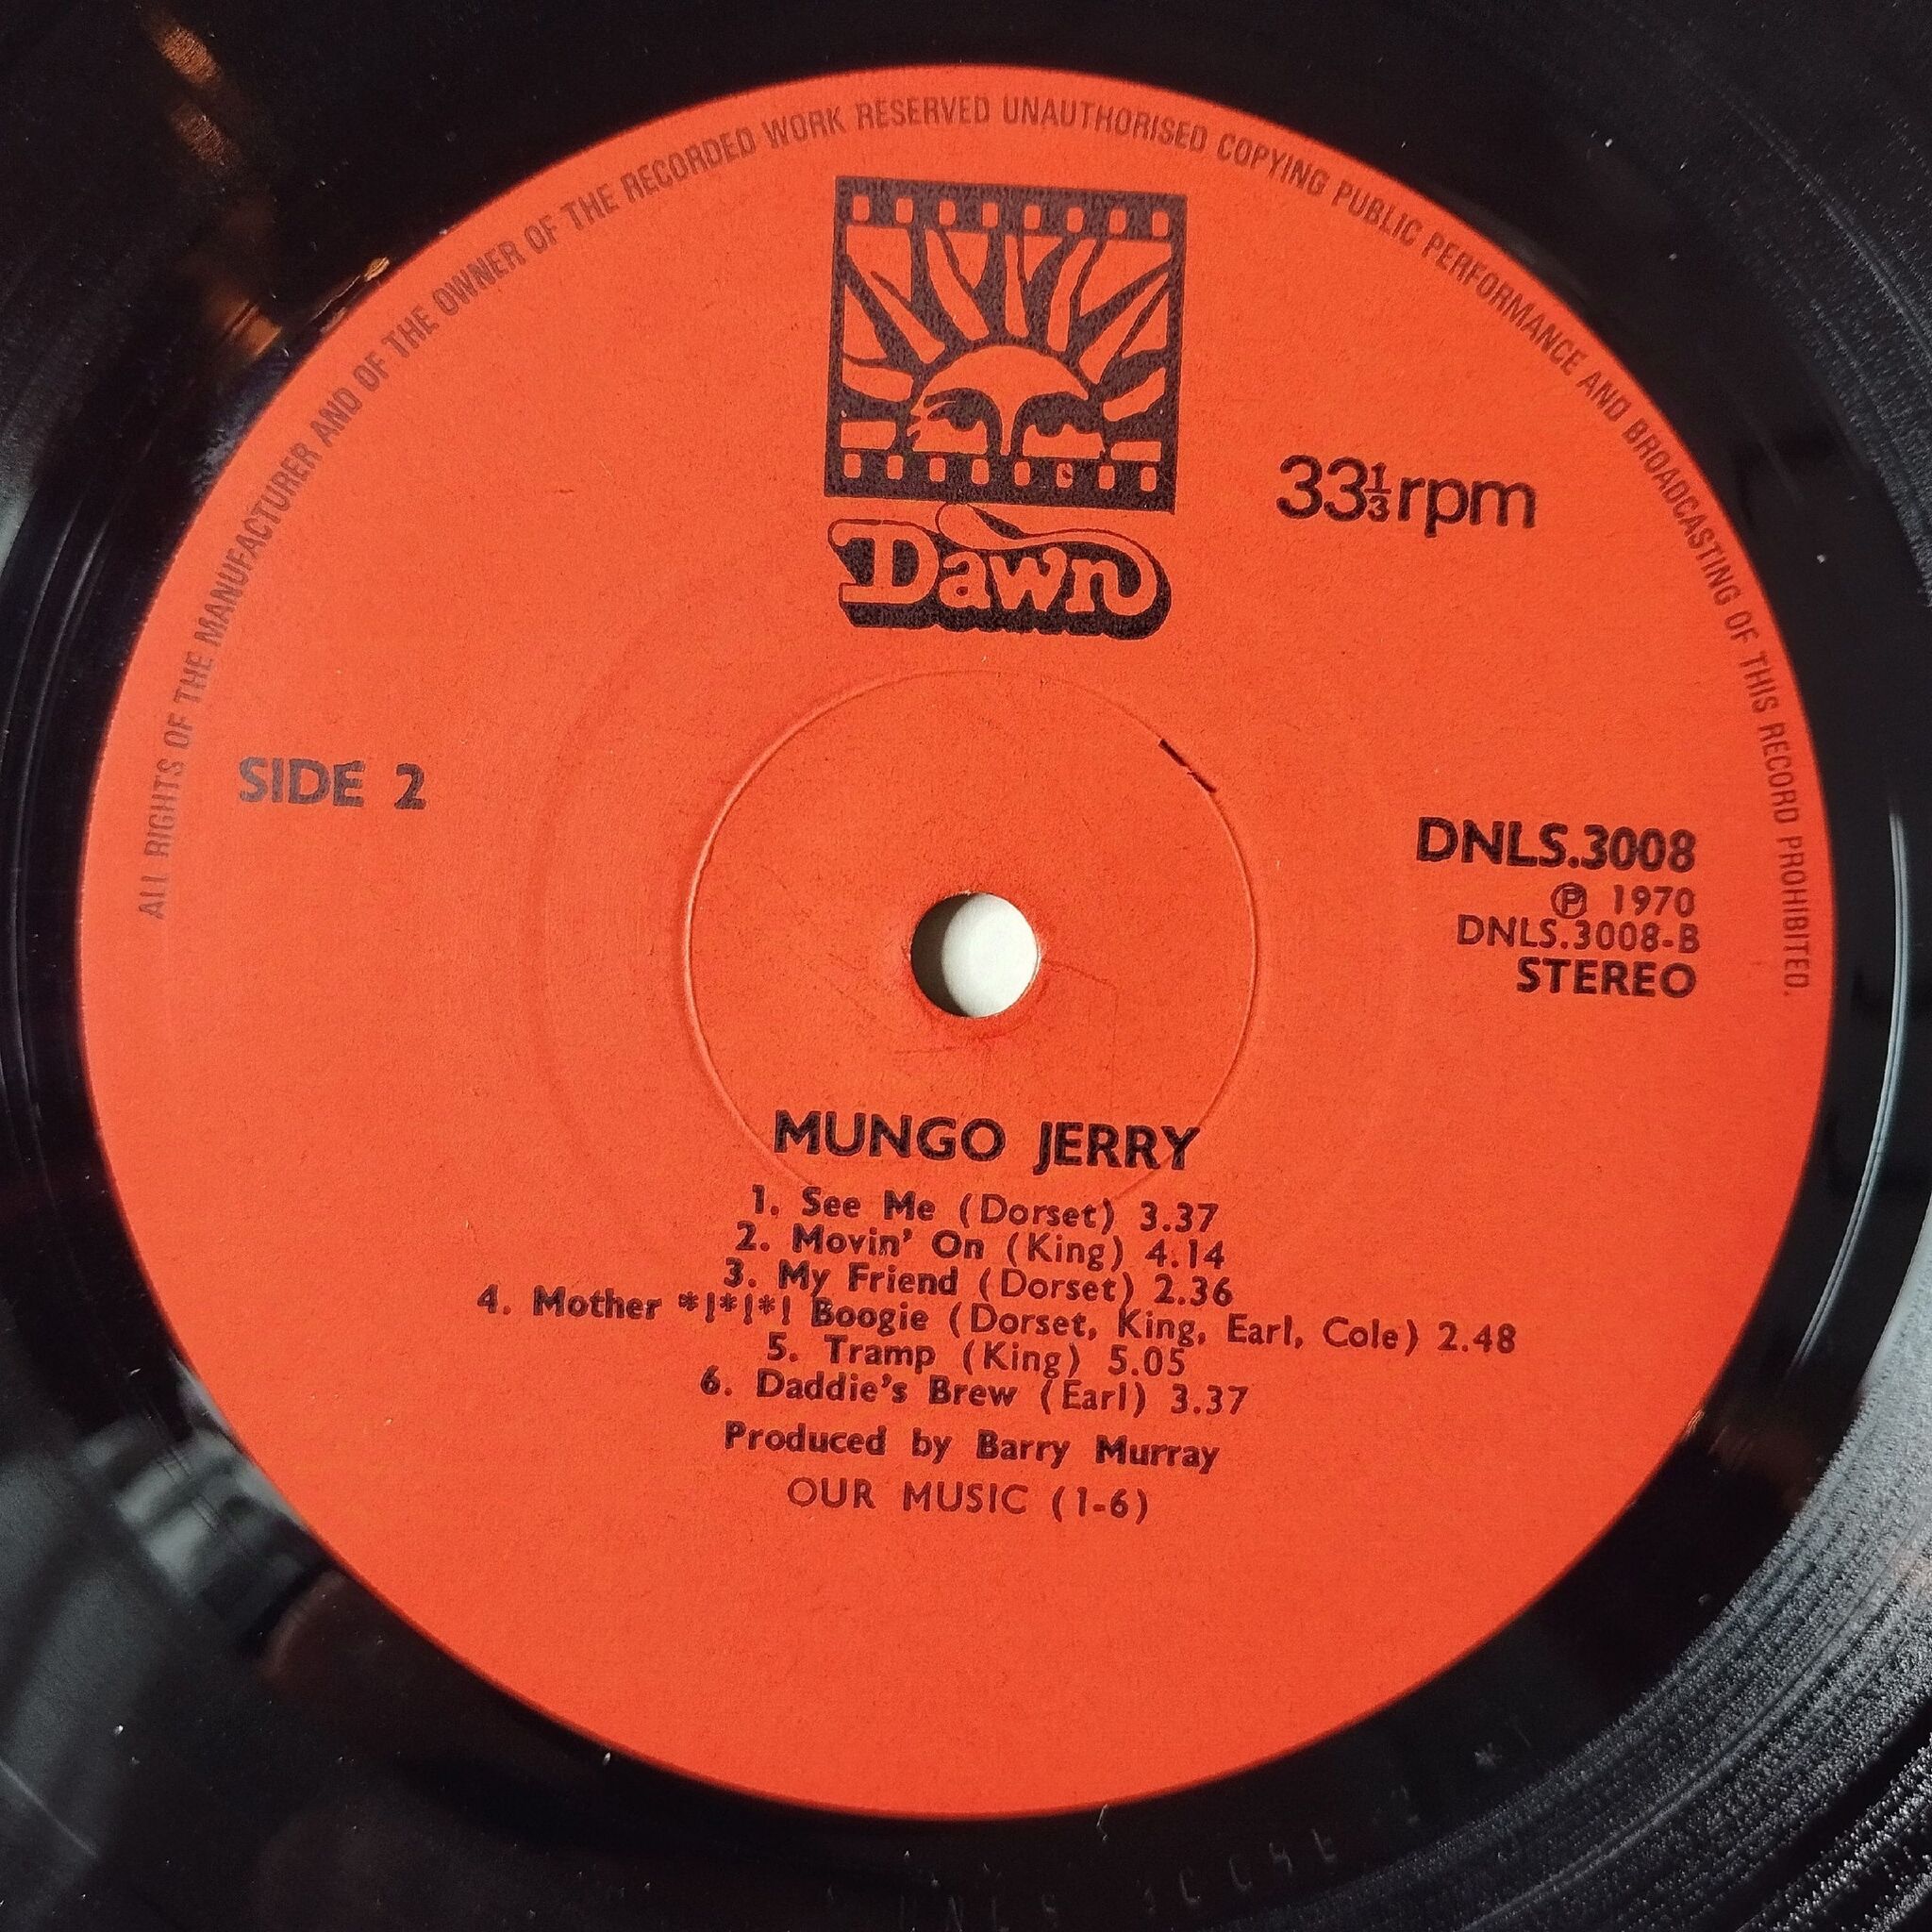 ALL RIGHTS OF THE MANUFACTURER AND OF THE OWNER OF THE RECORDED WORK RESERVED UNAUTHORISED COPYING PUBLIC PERFORMANCE AND BROADCASTING OF THIS RECORD PROHIBITED.
Dawn
33⅓rpm
SIDE 2
DNLS.3008
Ⓟ 1970
DNLS.3008-B
STEREO
MUNGO JERRY
1. See Me (Dorset) 3.37
2. Movin' On (King) 4.14
3. My Friend (Dorset) 2.36
4. Mother *!*!*! Boogie (Dorset, King, Earl, Cole) 2.48
5. Tramp (King) 5.05
6. Daddie's Brew (Earl) 3.37
Produced by Barry Murray
OUR MUSIC (1-6)